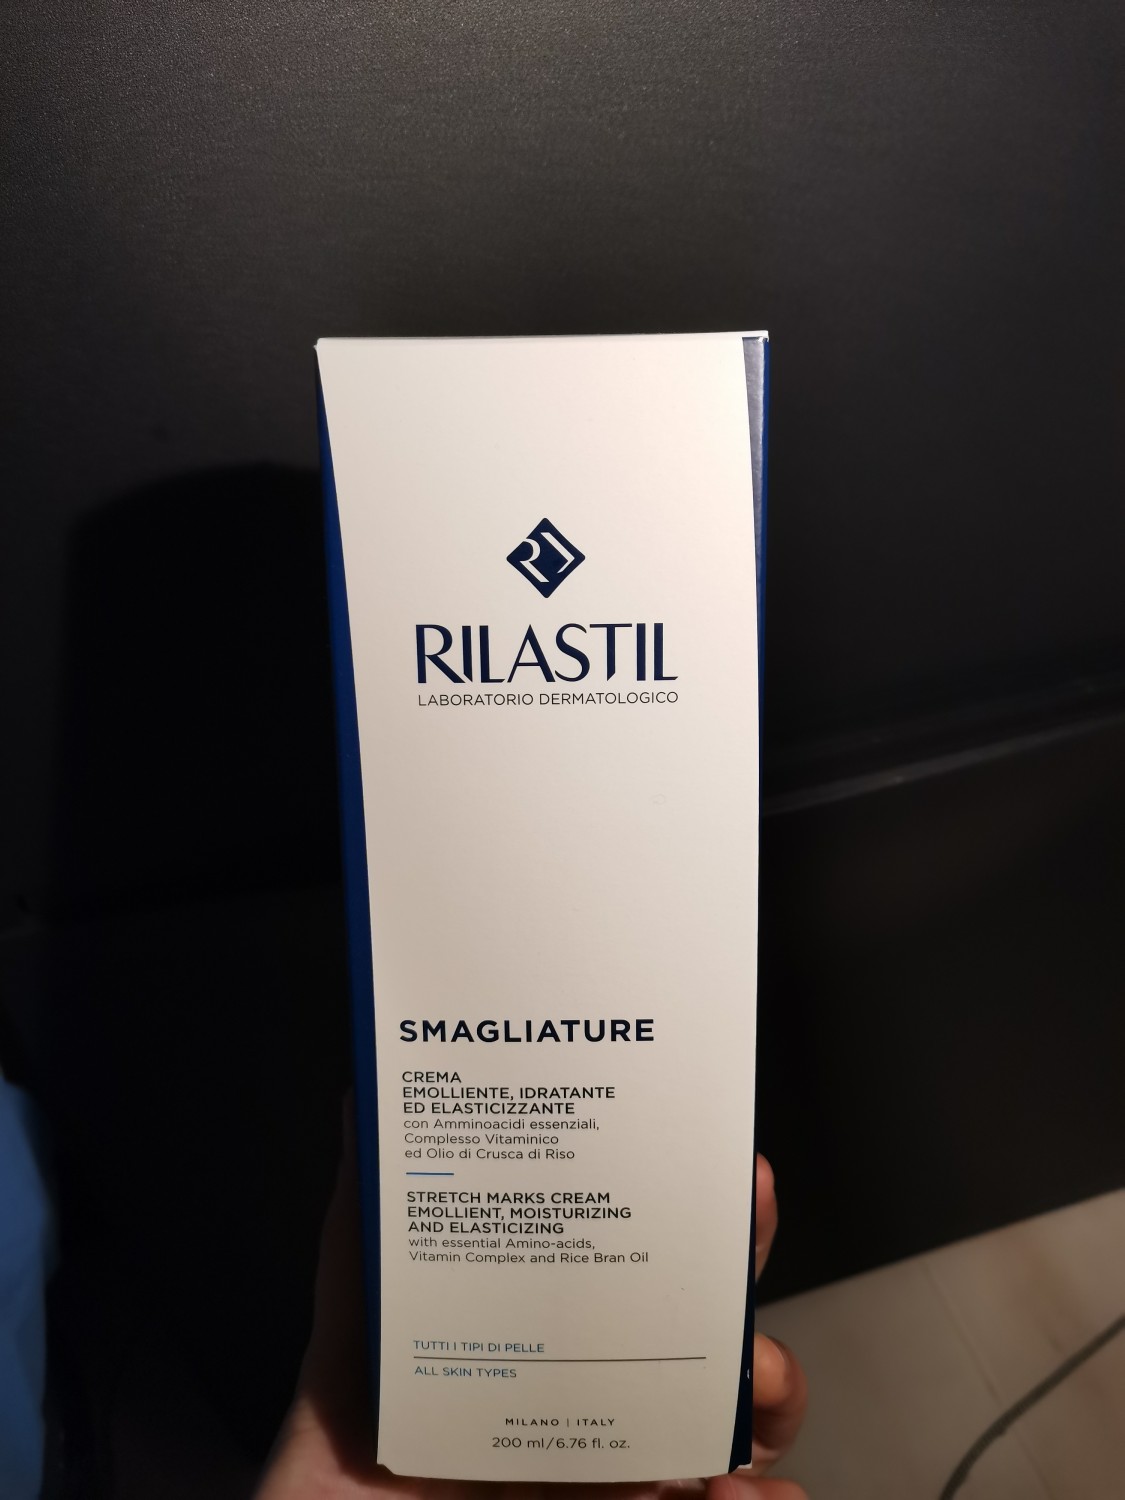 RILASTIL
LABORATORIO DERMATOLOGICO
SMAGLIATURE
CREMA
EMOLLIENTE, IDRATANTE
ED ELASTICIZZANTE
con Amminoacidi essenziali,
Complesso Vitaminico
ed Olio di Crusca di Riso
STRETCH MARKS CREAM
EMOLLIENT, MOISTURIZING
AND ELASTICIZING
with essential Amino-acids,
Vitamin Complex and Rice Bran Oil
TUTTI I TIPI DI PELLE
ALL SKIN TYPES
MILANO | ITALY
200 ml/6.76 fl. oz.